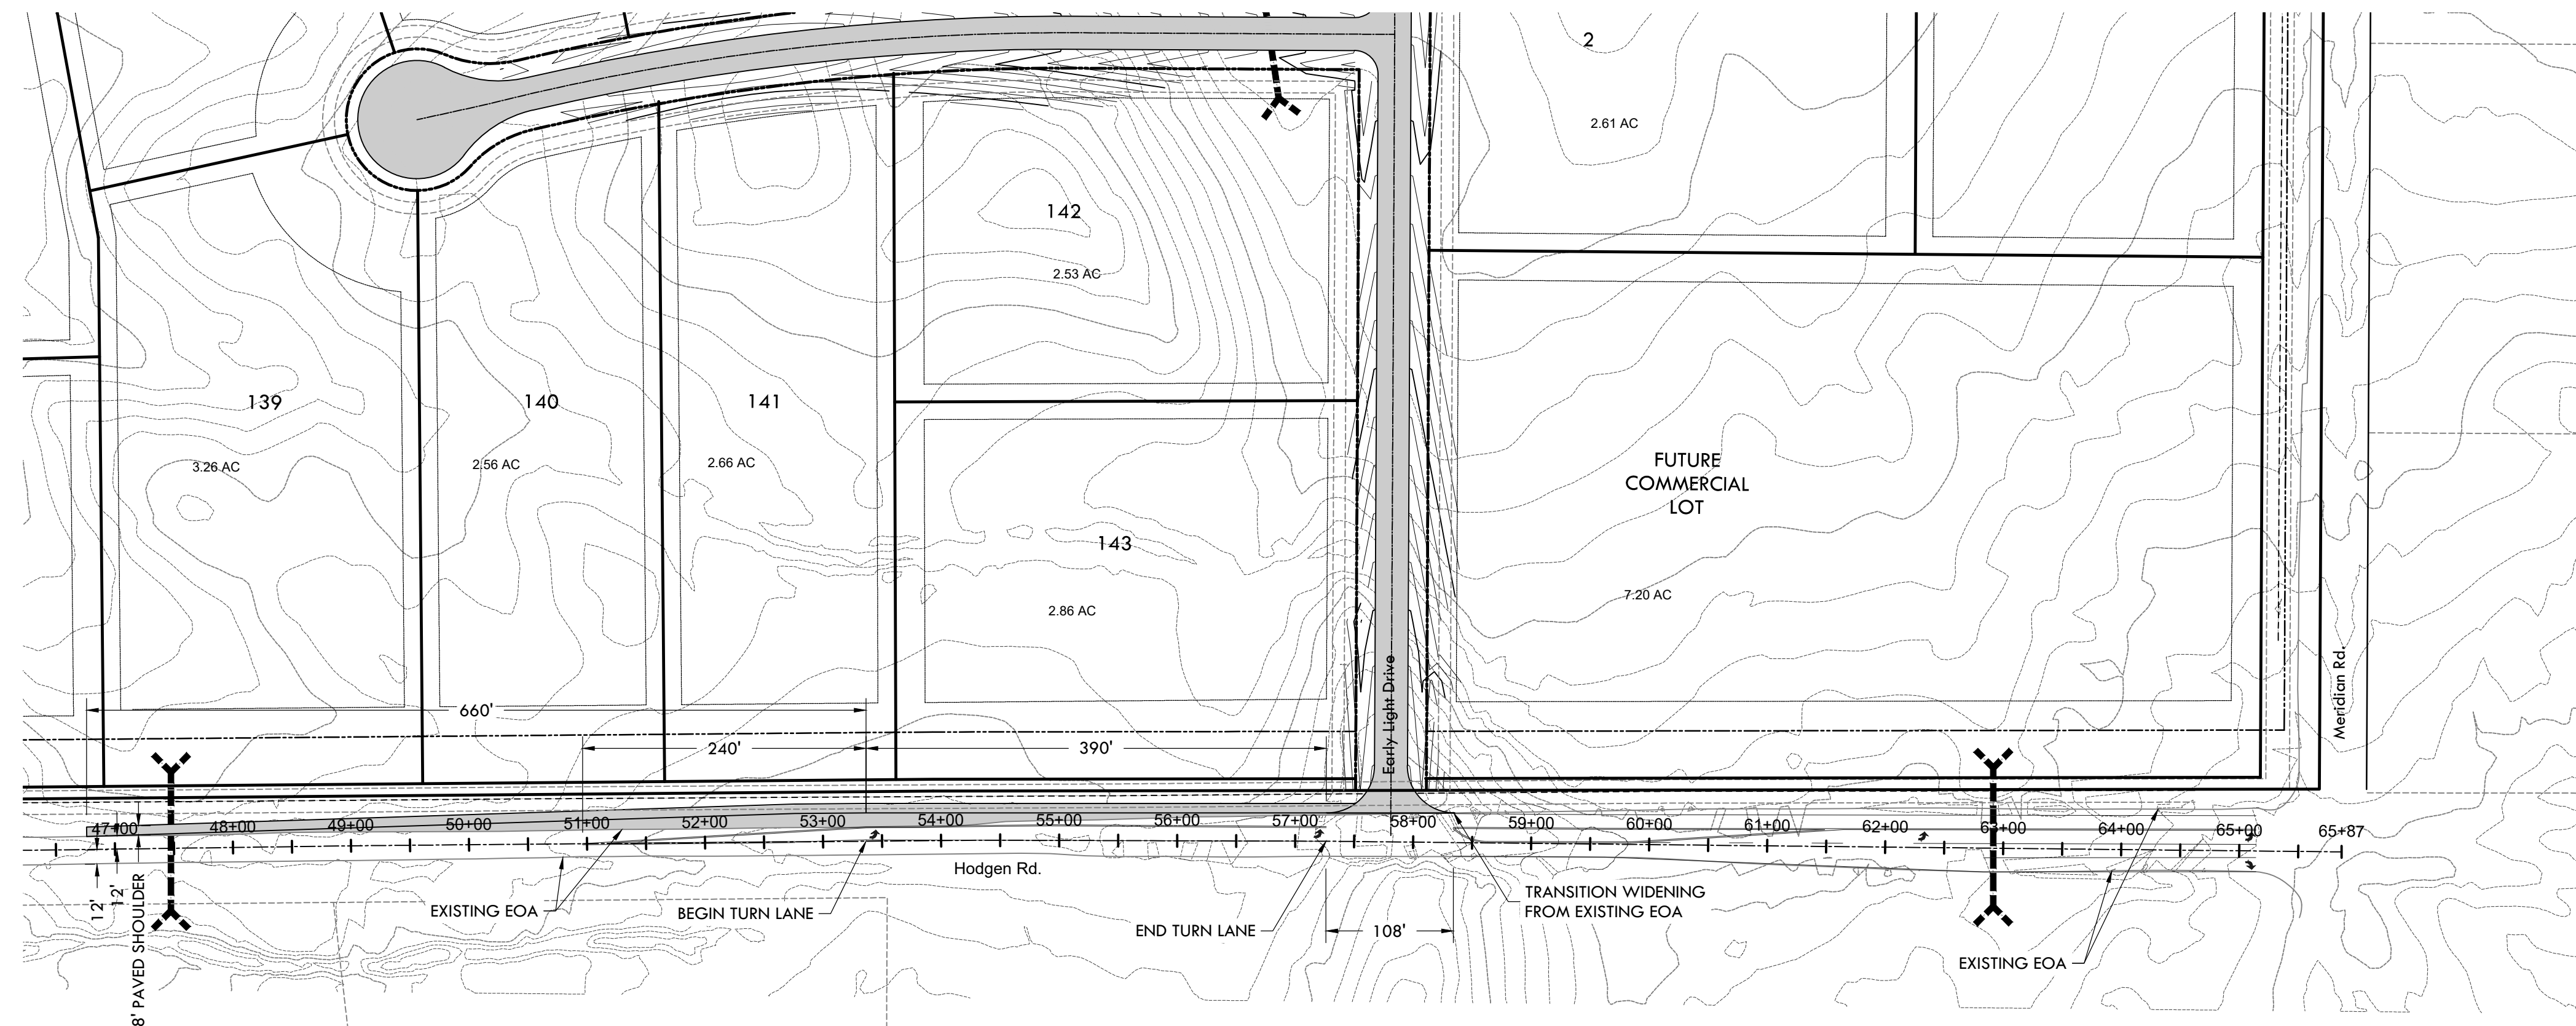 2
2.61 AC
142
2.53 AC
139
140
141
3.26 AC
2.56 AC
2.66 AC
FUTURE
COMMERCIAL
LOT
143
2.86 AC
7.20 AC
Early Light Drive
Meridian Rd.
660'
240'
390'
47+00
48+00
49+00
50+00
51+00
52+00
53+00
54+00
55+00
56+00
57+00
58+00
59+00
60+00
61+00
62+00
63+00
64+00
65+00
65+87
Hodgen Rd.
12'
12'
8' PAVED SHOULDER
EXISTING EOA
BEGIN TURN LANE
END TURN LANE
108'
TRANSITION WIDENING
FROM EXISTING EOA
EXISTING EOA